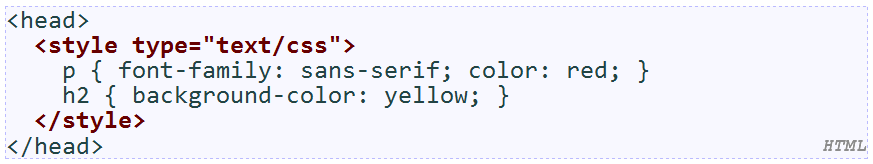 <head>
  <style type="text/css">
    p { font-family: sans-serif; color: red; }
    h2 { background-color: yellow; }
  </style>
</head>
HTML